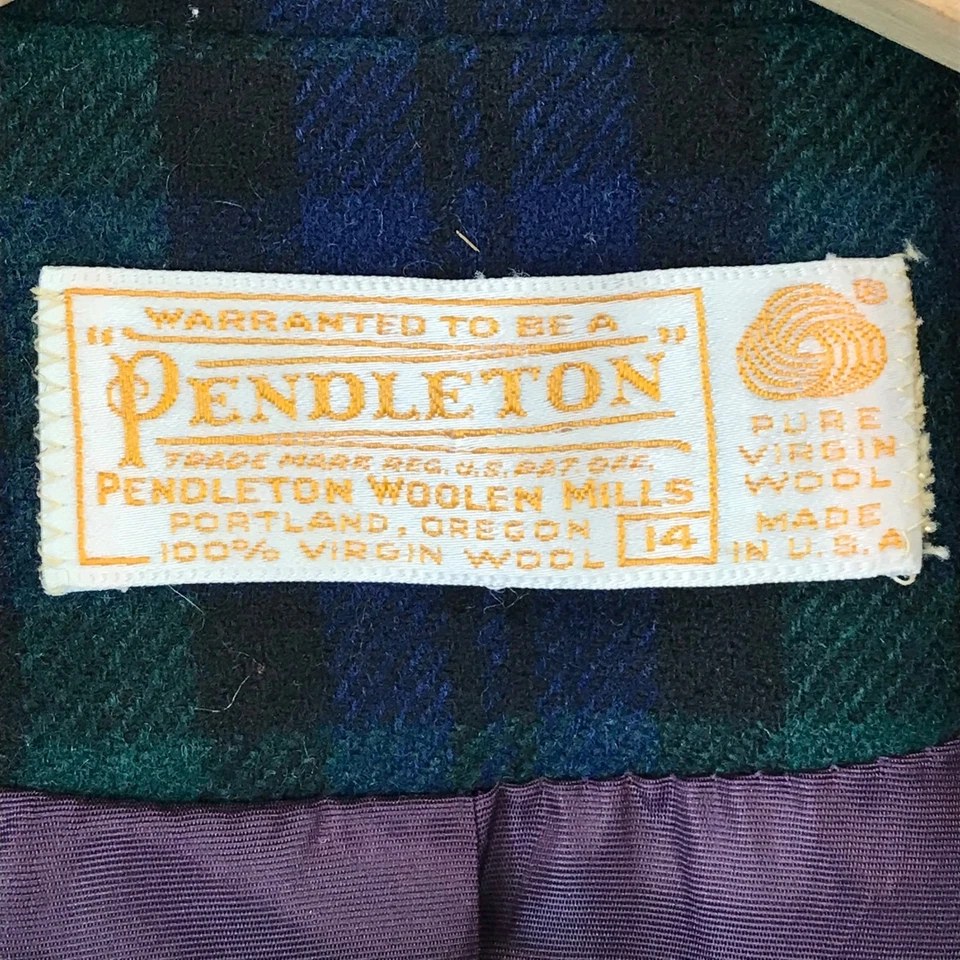 WARRANTED TO BE A
"PENDLETON"
TRADE MARK REG. U.S. PAT. OFF.
PENDLETON WOOLEN MILLS
PORTLAND, OREGON
100% VIRGIN WOOL
14
®
PURE
VIRGIN
WOOL
MADE
IN U.S.A